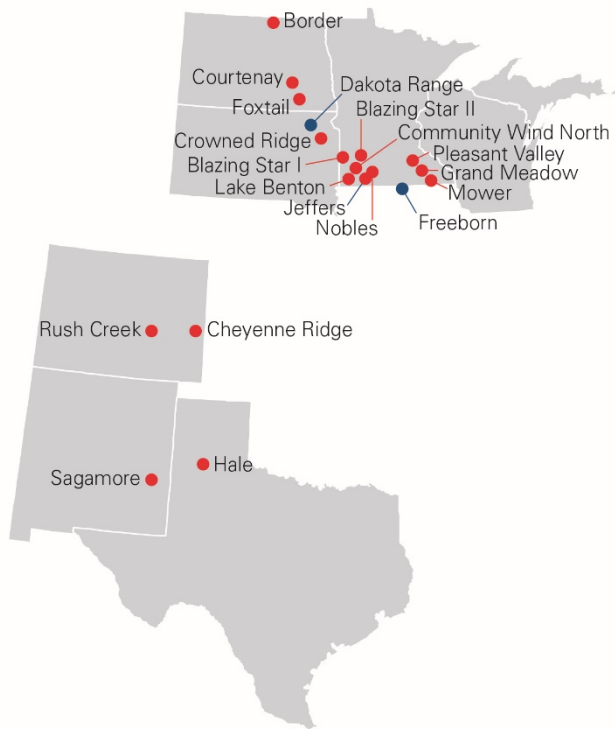 Border
Courtenay
Dakota Range
Foxtail
Blazing Star II
Crowned Ridge
Community Wind North
Blazing Star I
Pleasant Valley
Lake Benton
Grand Meadow
Jeffers
Mower
Nobles
Freeborn
Rush Creek
Cheyenne Ridge
Sagamore
Hale